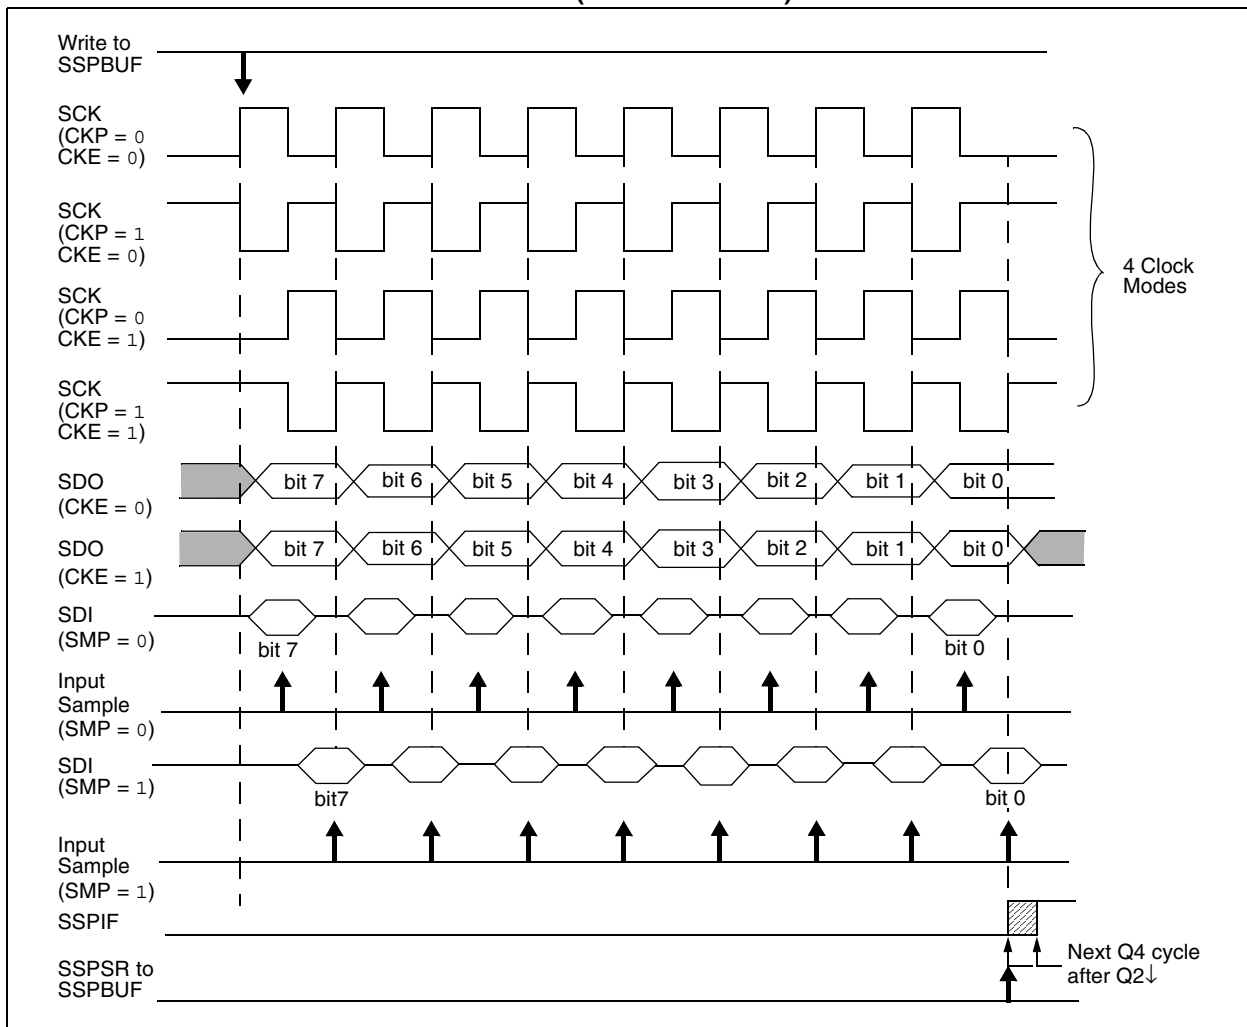 Write to
SSPBUF
SCK
(CKP = 0
CKE = 0)
SCK
(CKP = 1
CKE = 0)
4 Clock
Modes
SCK
(CKP = 0
CKE = 1)
SCK
(CKP = 1
CKE = 1)
SDO
(CKE = 0)
bit 7 bit 6 bit 5 bit 4 bit 3 bit 2 bit 1 bit 0
SDO
(CKE = 1)
bit 7 bit 6 bit 5 bit 4 bit 3 bit 2 bit 1 bit 0
SDI
(SMP = 0)
bit 7 bit 0
Input
Sample
(SMP = 0)
SDI
(SMP = 1)
bit7 bit 0
Input
Sample
(SMP = 1)
SSPIF
Next Q4 cycle
after Q2↓
SSPSR to
SSPBUF